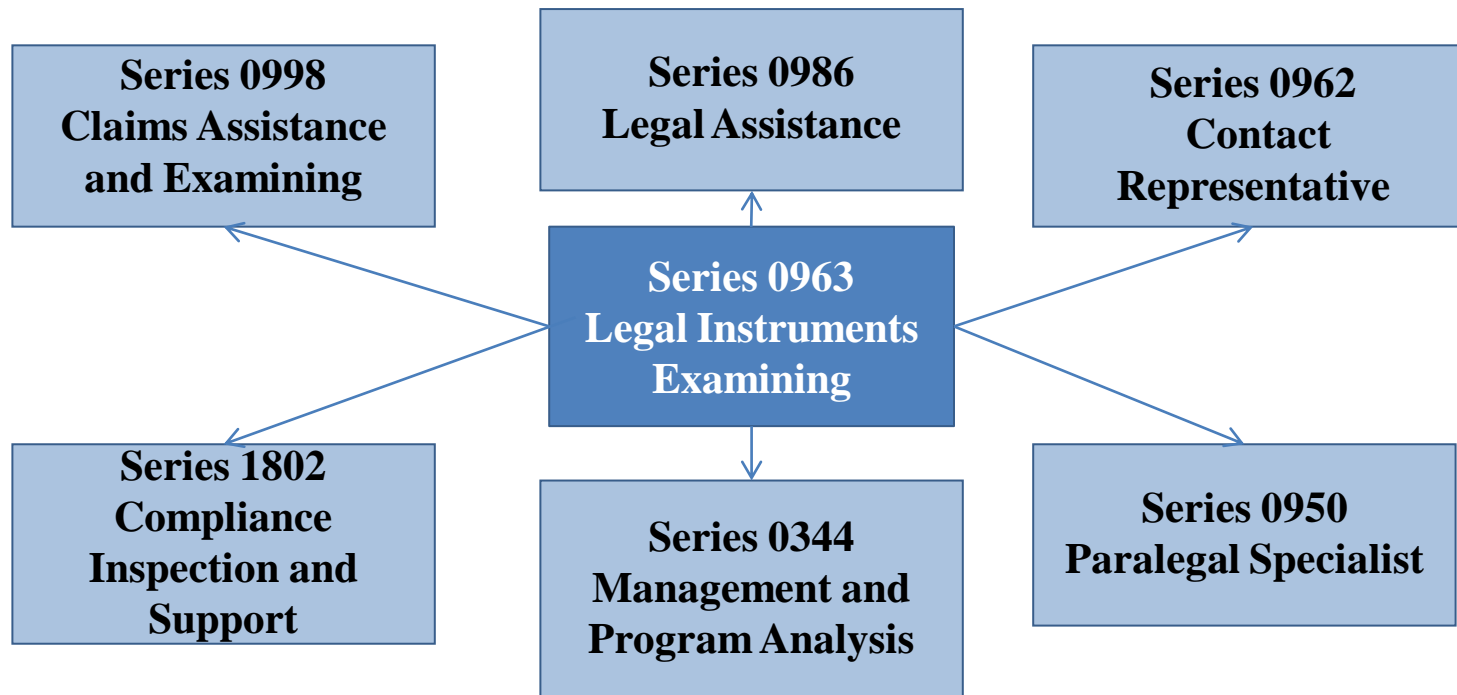 Series 0998
Claims Assistance
and Examining
Series 0986
Legal Assistance
Series 0962
Contact
Representative
Series 0963
Legal Instruments
Examining
Series 1802
Compliance
Inspection and
Support
Series 0344
Management and
Program Analysis
Series 0950
Paralegal Specialist